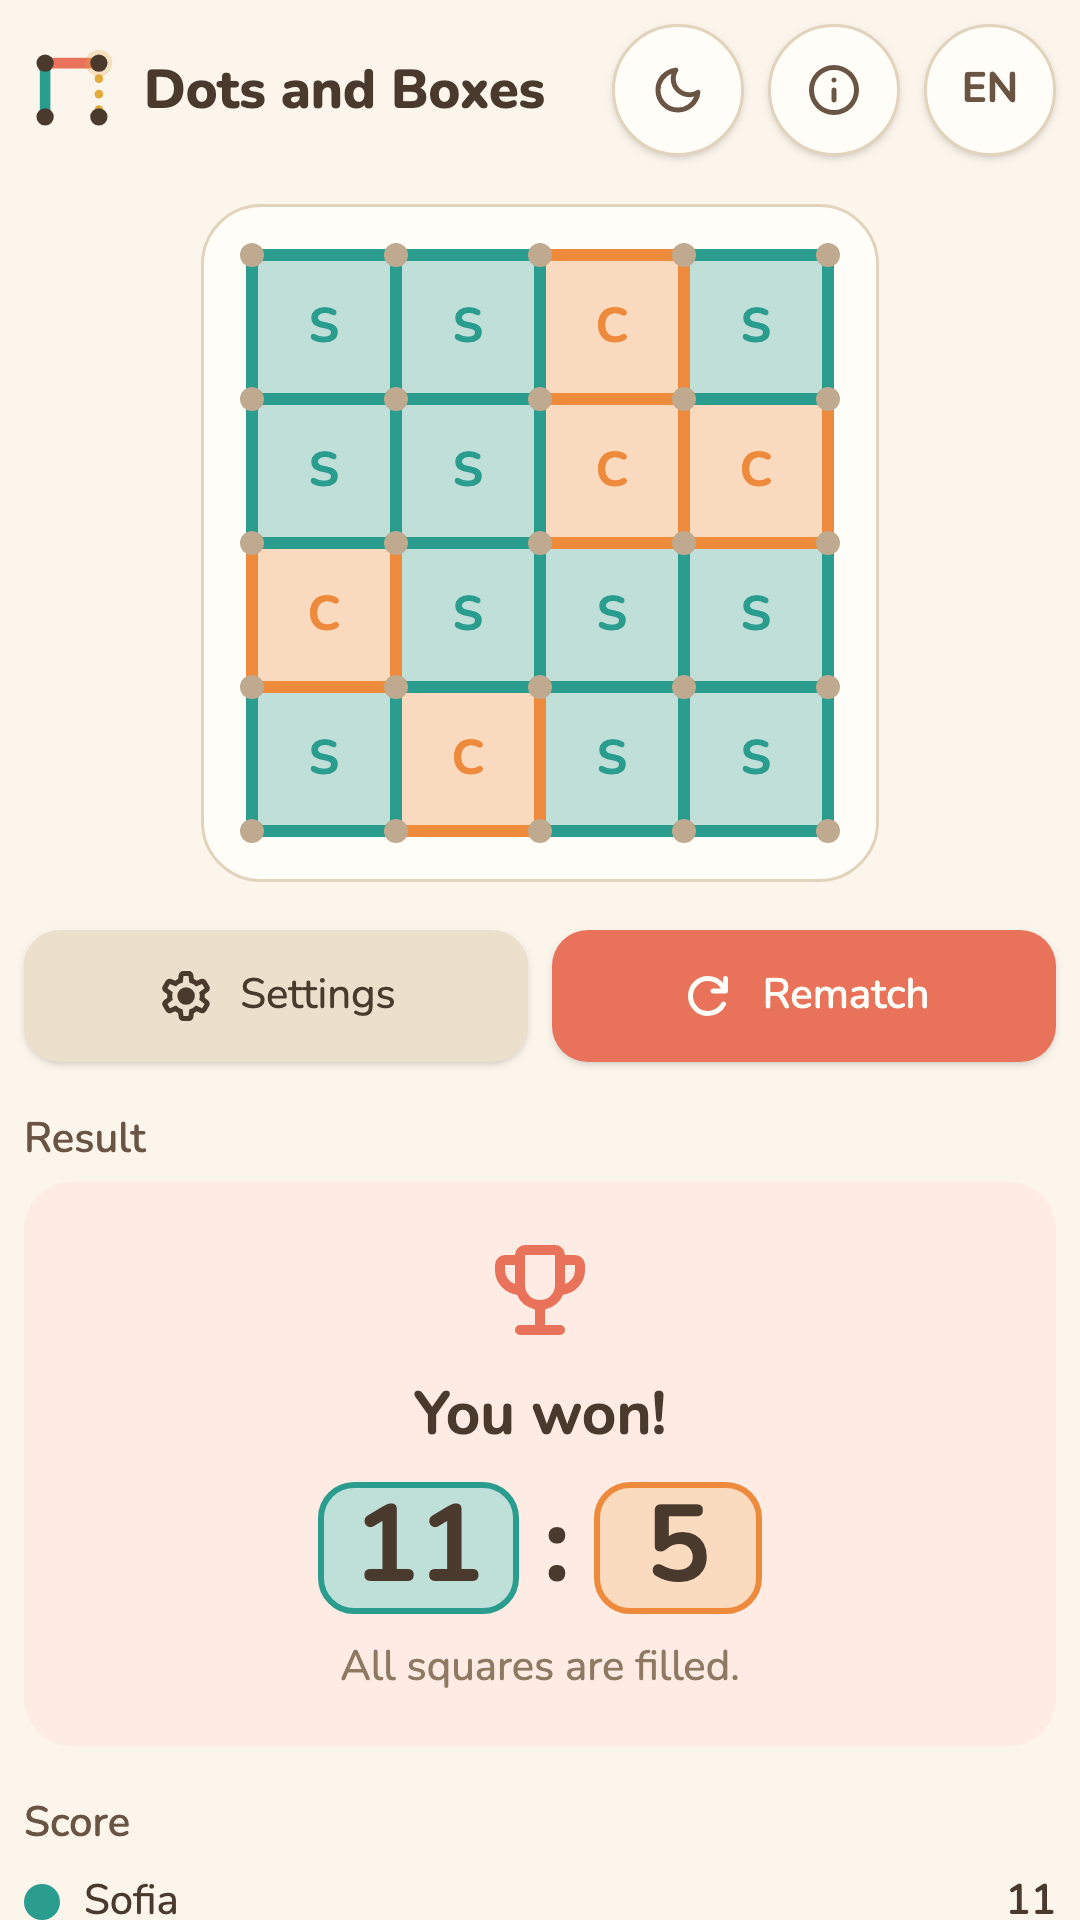 Dots and Boxes EN
S S C S
S S C C
C S S S
S C S S
Settings Rematch
Result
You won!
11 : 5
All squares are filled.
Score
Sofia 11